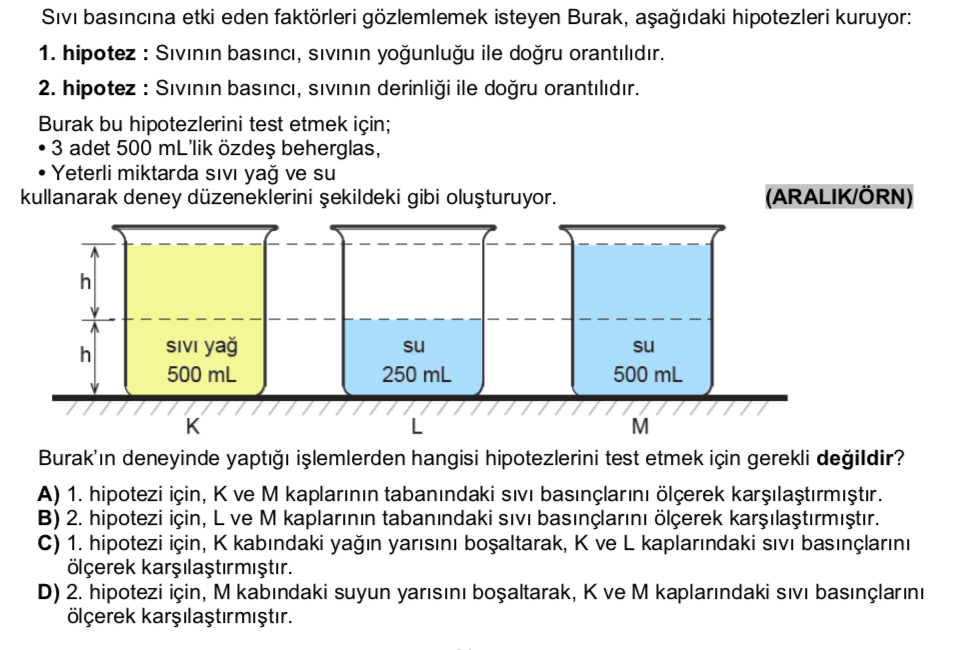 Sıvı basıncına etki eden faktörleri gözlemlemek isteyen Burak, aşağıdaki hipotezleri kuruyor:
1. hipotez : Sıvının basıncı, sıvının yoğunluğu ile doğru orantılıdır.
2. hipotez : Sıvının basıncı, sıvının derinliği ile doğru orantılıdır.
Burak bu hipotezlerini test etmek için;
• 3 adet 500 mL’lik özdeş beherglas,
• Yeterli miktarda sıvı yağ ve su
kullanarak deney düzeneklerini şekildeki gibi oluşturuyor. (ARALIK/ÖRN)
h
h
sıvı yağ
500 mL
su
250 mL
su
500 mL
K L M
Burak’ın deneyinde yaptığı işlemlerden hangisi hipotezlerini test etmek için gerekli değildir?
A) 1. hipotezi için, K ve M kaplarının tabanındaki sıvı basınçlarını ölçerek karşılaştırmıştır.
B) 2. hipotezi için, L ve M kaplarının tabanındaki sıvı basınçlarını ölçerek karşılaştırmıştır.
C) 1. hipotezi için, K kabındaki yağın yarısını boşaltarak, K ve L kaplarındaki sıvı basınçlarını
ölçerek karşılaştırmıştır.
D) 2. hipotezi için, M kabındaki suyun yarısını boşaltarak, K ve M kaplarındaki sıvı basınçlarını
ölçerek karşılaştırmıştır.